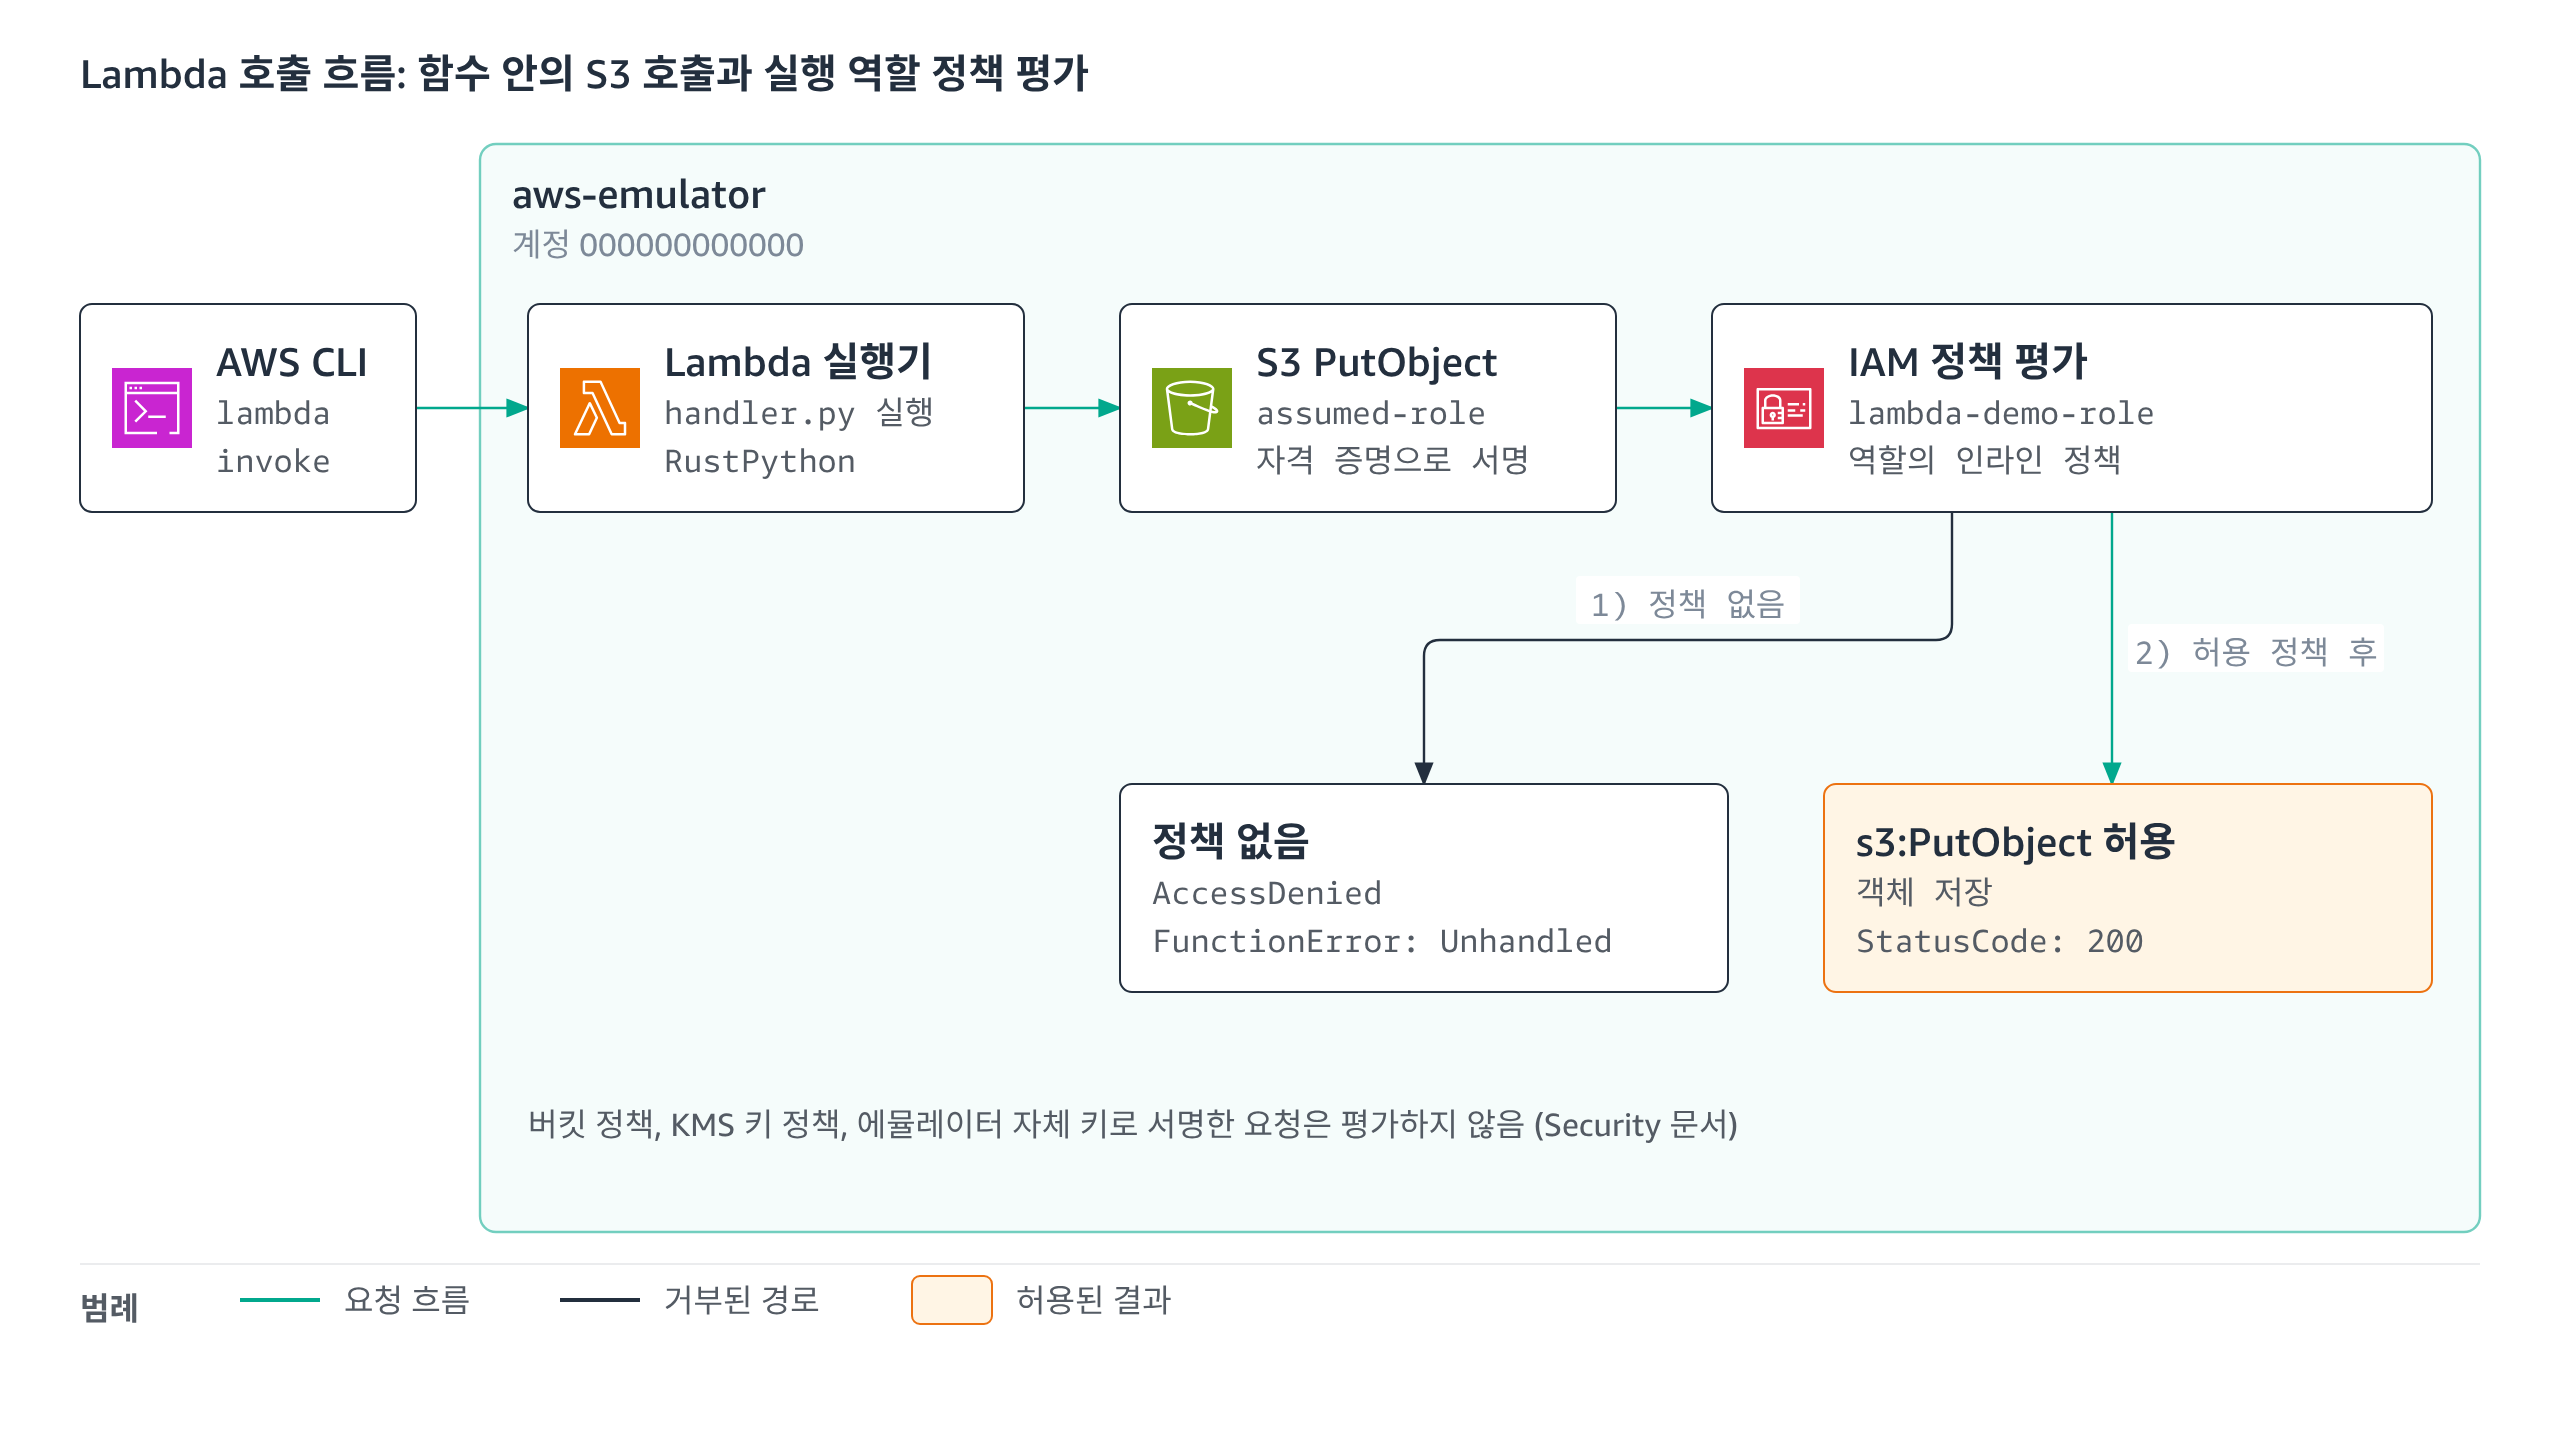 Lambda 호출 흐름: 함수 안의 S3 호출과 실행 역할 정책 평가
aws-emulator
계정 000000000000
AWS CLI
lambda
invoke
Lambda 실행기
handler.py 실행
RustPython
S3 PutObject
assumed-role
자격 증명으로 서명
IAM 정책 평가
lambda-demo-role
역할의 인라인 정책
1) 정책 없음
2) 허용 정책 후
정책 없음
AccessDenied
FunctionError: Unhandled
s3:PutObject 허용
객체 저장
StatusCode: 200
버킷 정책, KMS 키 정책, 에뮬레이터 자체 키로 서명한 요청은 평가하지 않음 (Security 문서)
범례
요청 흐름
거부된 경로
허용된 결과